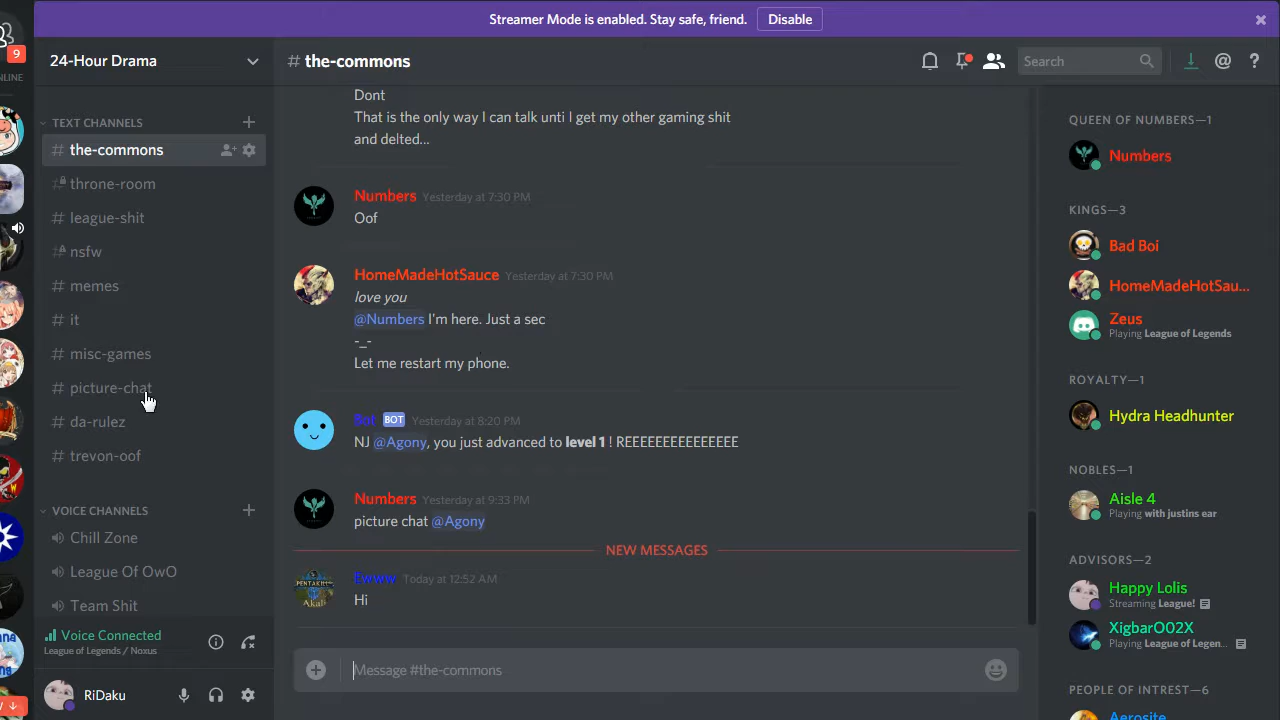 Streamer Mode is enabled. Stay safe, friend. Disable
9
24-Hour Drama
# the-commons
Search
TEXT CHANNELS
# the-commons
throne-room
# league-shit
nsfw
# memes
# it
# misc-games
# picture-chat
# da-rulez
# trevon-oof
VOICE CHANNELS
Chill Zone
League Of OwO
Team Shit
Voice Connected
League of Legends / Noxus
RiDaku
Dont
That is the only way I can talk unti I get my other gaming shit
and delted...
Numbers Yesterday at 7:30 PM
Oof
HomeMadeHotSauce Yesterday at 7:30 PM
love you
@Numbers I'm here. Just a sec
-_-
Let me restart my phone.
Bot BOT Yesterday at 8:20 PM
NJ @Agony, you just advanced to level 1 ! REEEEEEEEEEEEEE
Numbers Yesterday at 9:33 PM
picture chat @Agony
NEW MESSAGES
PENTAKILL
Akali
Ewww Today at 12:52 AM
Hi
Message #the-commons
QUEEN OF NUMBERS—1
Numbers
KINGS—3
Bad Boi
HomeMadeHotSau...
Zeus
Playing League of Legends
ROYALTY—1
Hydra Headhunter
NOBLES—1
Aisle 4
Playing with justins ear
ADVISORS—2
Happy Lolis
Streaming League!
XigbarO02X
Playing League of Legen...
PEOPLE OF INTREST—6
Aerosite